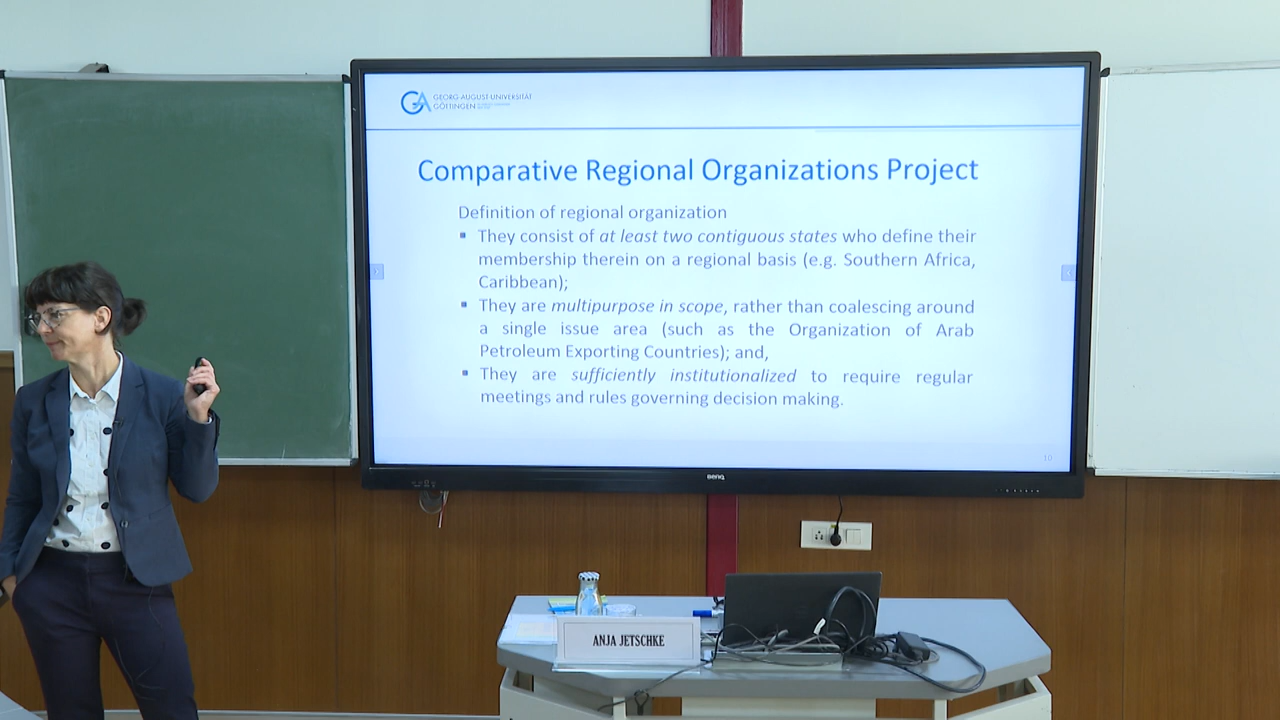 GEORG-AUGUST-UNIVERSITÄT
GÖTTINGEN
Comparative Regional Organizations Project
Definition of regional organization
▪ They consist of at least two contiguous states who define their
membership therein on a regional basis (e.g. Southern Africa,
Caribbean);
▪ They are multipurpose in scope, rather than coalescing around
a single issue area (such as the Organization of Arab
Petroleum Exporting Countries); and,
▪ They are sufficiently institutionalized to require regular
meetings and rules governing decision making.
10
BenQ
ANJA JETSCHKE